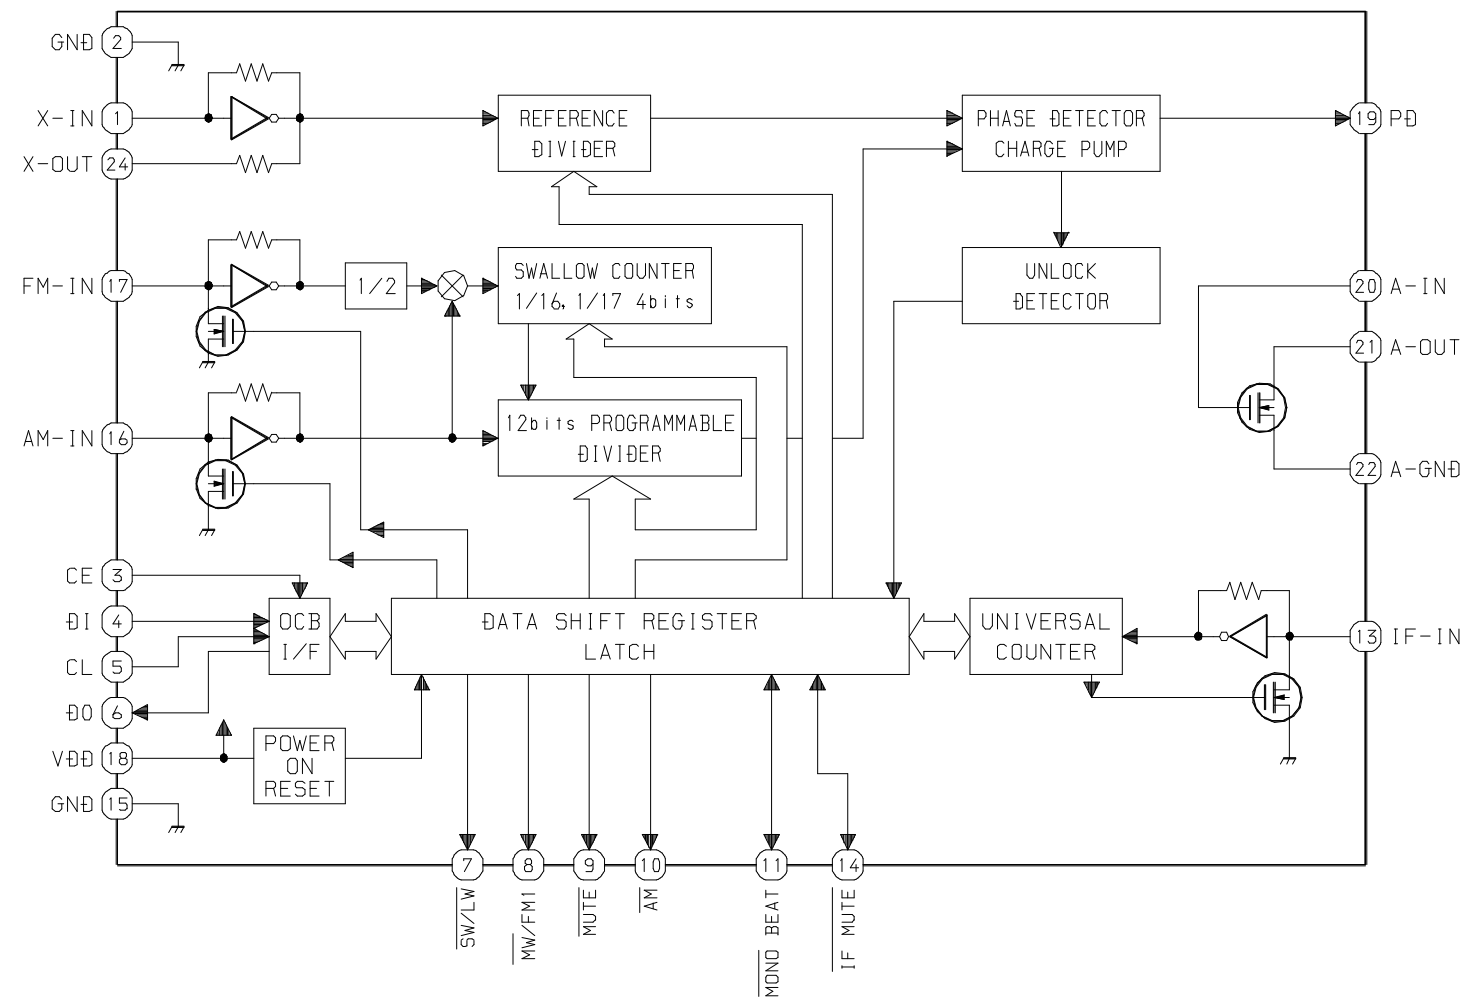 GND 2
X-IN 1
X-OUT 24
REFERENCE
DIVIDER
PHASE DETECTOR
CHARGE PUMP
19 PD
FM-IN 17
1/2
SWALLOW COUNTER
1/16, 1/17 4bits
UNLOCK
DETECTOR
20 A-IN
21 A-OUT
AM-IN 16
12bits PROGRAMMABLE
DIVIDER
22 A-GND
CE 3
DI 4
CL 5
DO 6
VDD 18
GND 15
OCB
I/F
DATA SHIFT REGISTER
LATCH
UNIVERSAL
COUNTER
13 IF-IN
POWER
ON
RESET
7
8
9
10
11
14
SW/LW
MW/FM1
MUTE
AM
MONO BEAT
IF MUTE